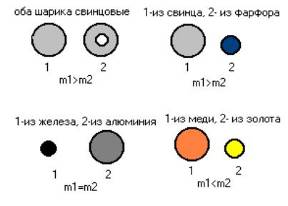 оба шарика свинцовые
1-из свинца, 2- из фарфора
1 2
1 2
m1>m2
m1>m2
1-из железа, 2-из алюминия
1-из меди, 2- из золота
1 2
1 2
m1=m2
m1<m2